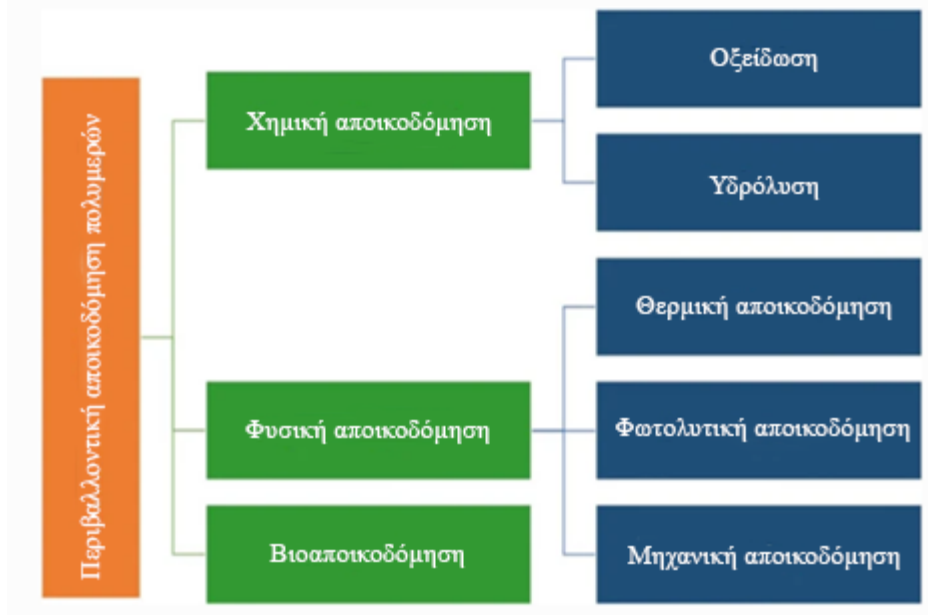 Περιβαλλοντική αποικοδόμηση πολυμερών
Χημική αποικοδόμηση
Οξείδωση
Υδρόλυση
Φυσική αποικοδόμηση
Θερμική αποικοδόμηση
Φωτολυτική αποικοδόμηση
Μηχανική αποικοδόμηση
Βιοαποικοδόμηση